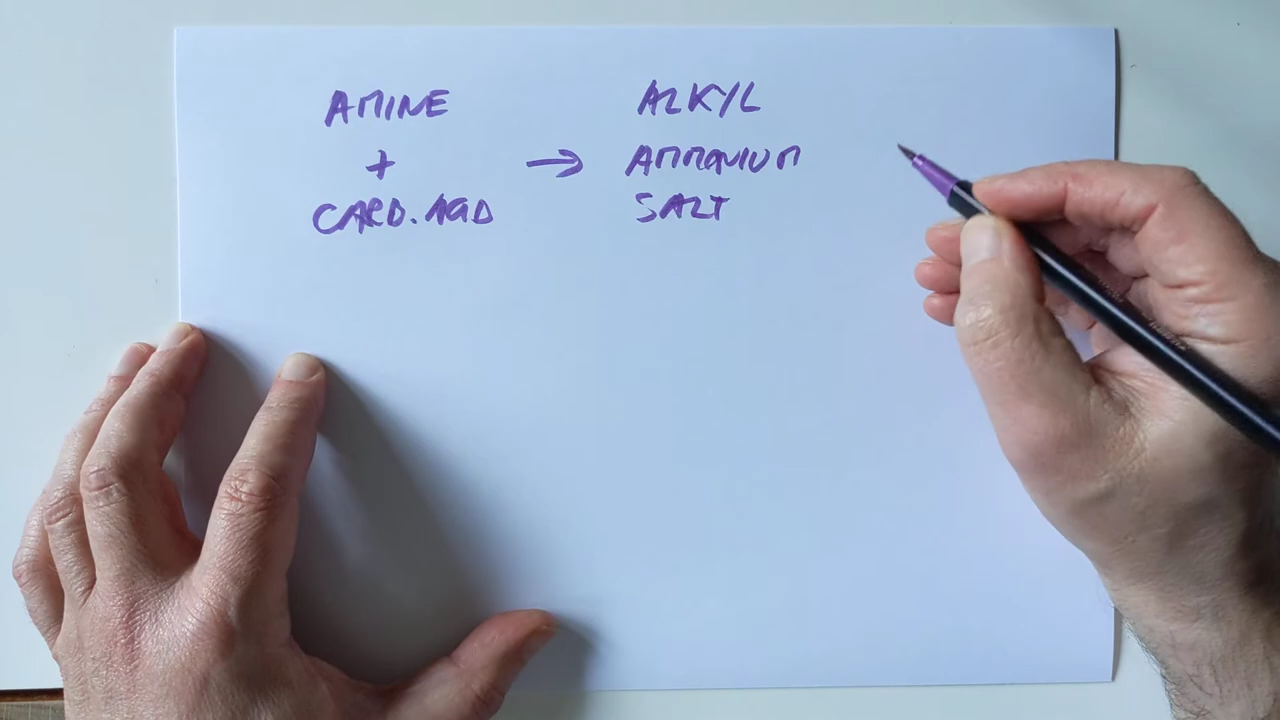 AMINE
+
CARB. ACID
→
ALKYL
AMMONIUM
SALT